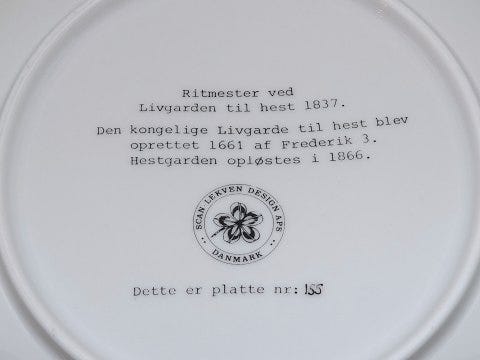 Ritmester ved
Livgarden til hest 1837.
Den kongelige Livgarde til hest blev
oprettet 1661 af Frederik 3.
Hestgarden opløstes i 1866.
SCAN LEKVEN DESIGN APS
DANMARK
Dette er platte nr: 155